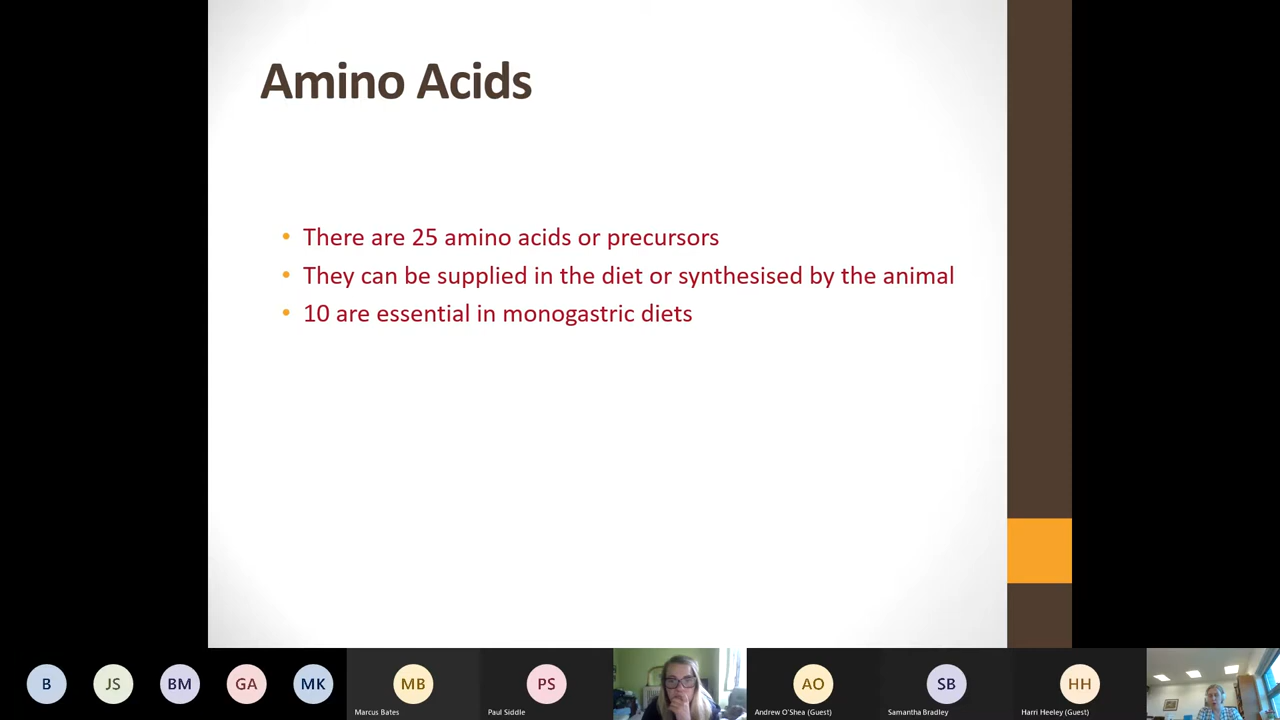 Amino Acids
• There are 25 amino acids or precursors
• They can be supplied in the diet or synthesised by the animal
• 10 are essential in monogastric diets
B
JS
BM
GA
MK
MB
Marcus Bates
PS
Paul Siddle
AO
Andrew O'Shea (Guest)
SB
Samantha Bradley
HH
Harri Heeley (Guest)